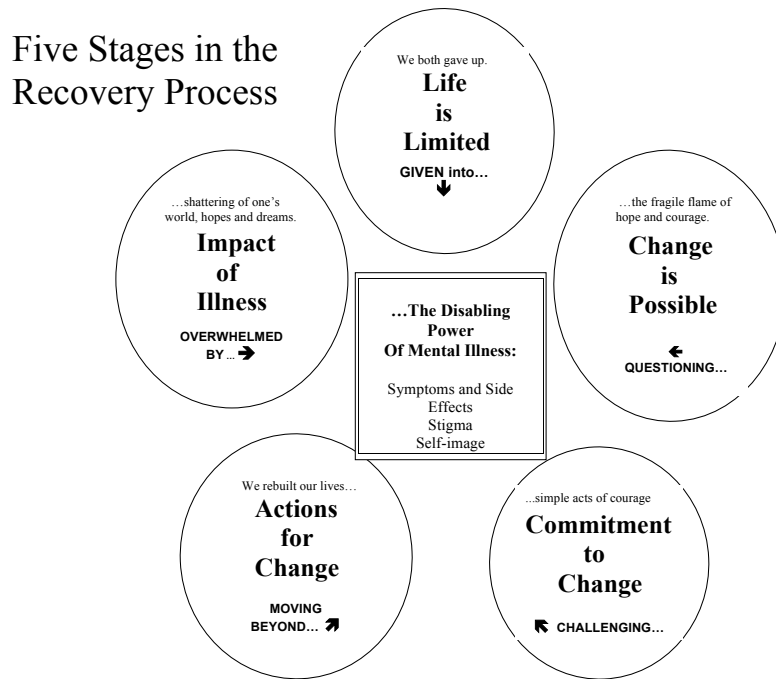 Five Stages in the
Recovery Process
We both gave up.
Life
is
Limited
GIVEN into…
…shattering of one’s
world, hopes and dreams.
Impact
of
Illness
OVERWHELMED
BY ...
…the fragile flame of
hope and courage.
Change
is
Possible
QUESTIONING…
…The Disabling
Power
Of Mental Illness:
Symptoms and Side
Effects
Stigma
Self-image
We rebuilt our lives…
Actions
for
Change
MOVING
BEYOND…
...simple acts of courage
Commitment
to
Change
CHALLENGING…